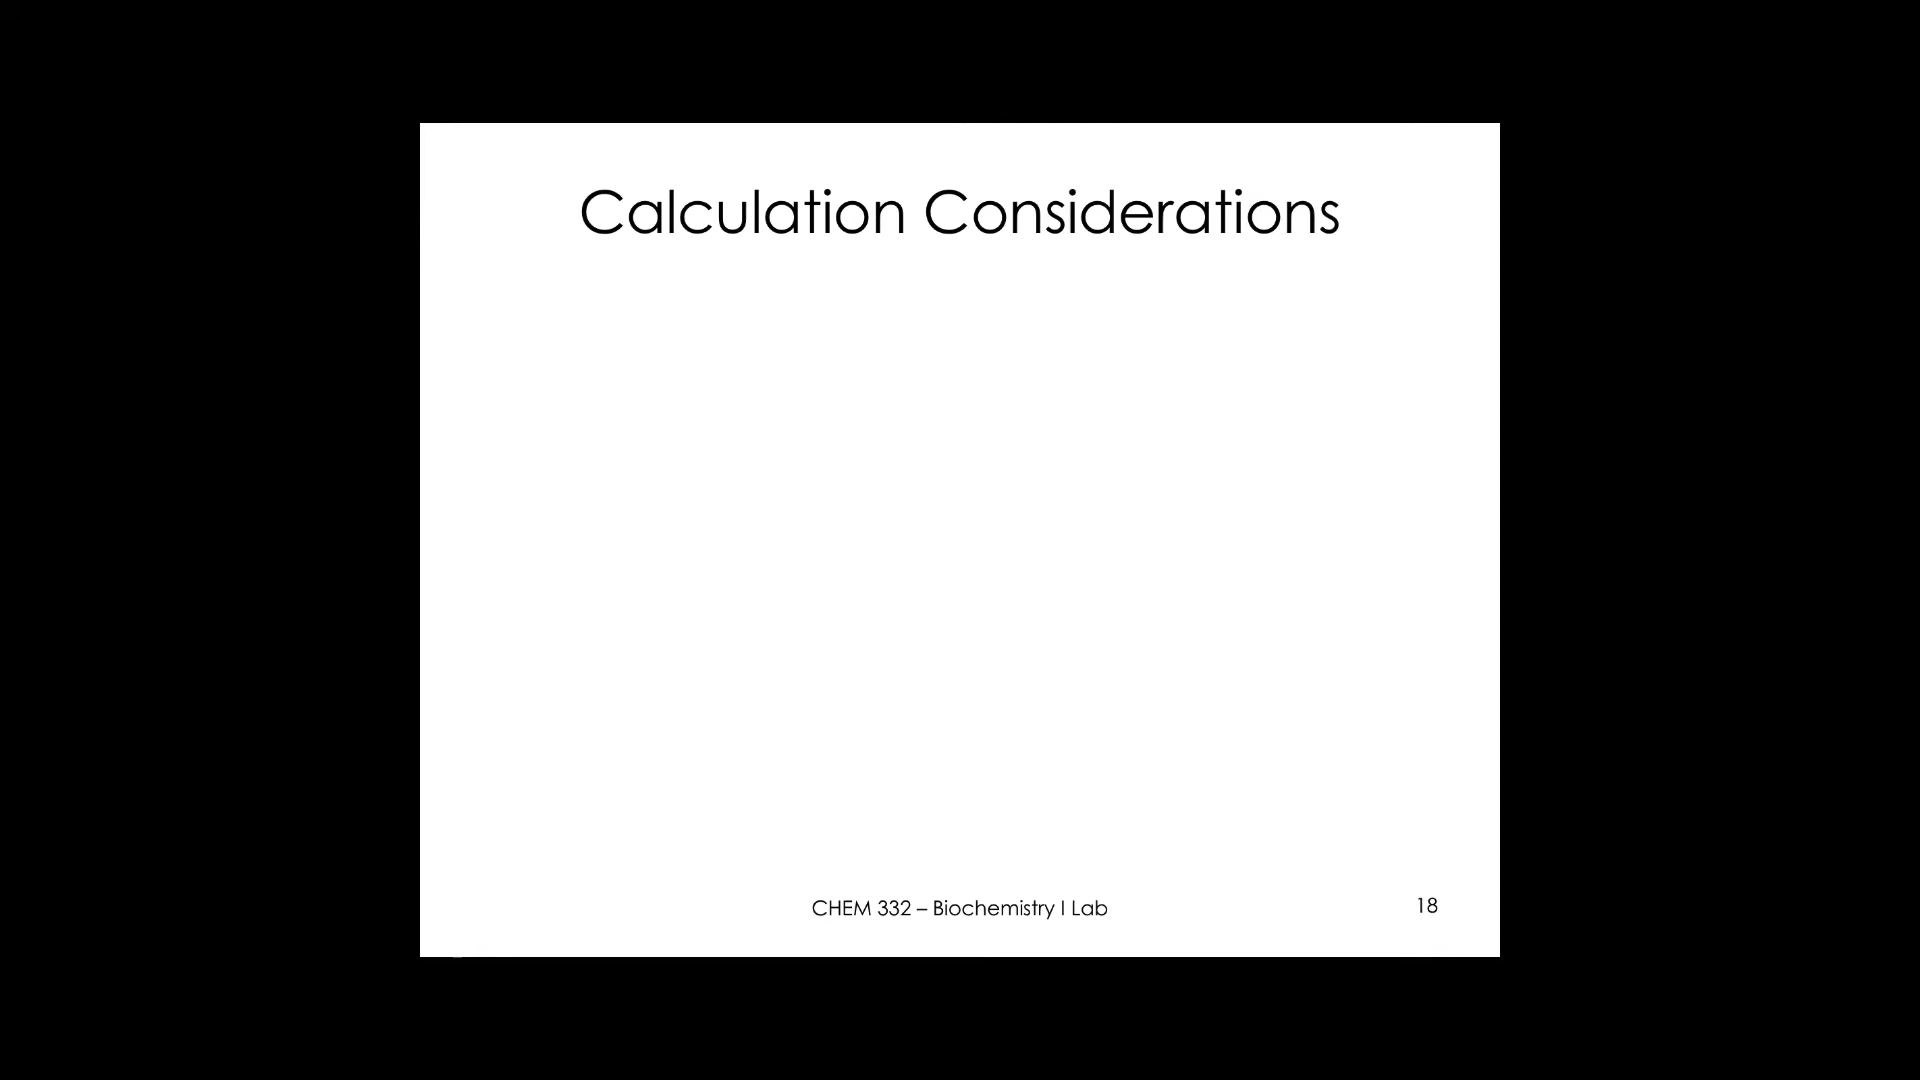 Calculation Considerations
CHEM 332 – Biochemistry I Lab
18